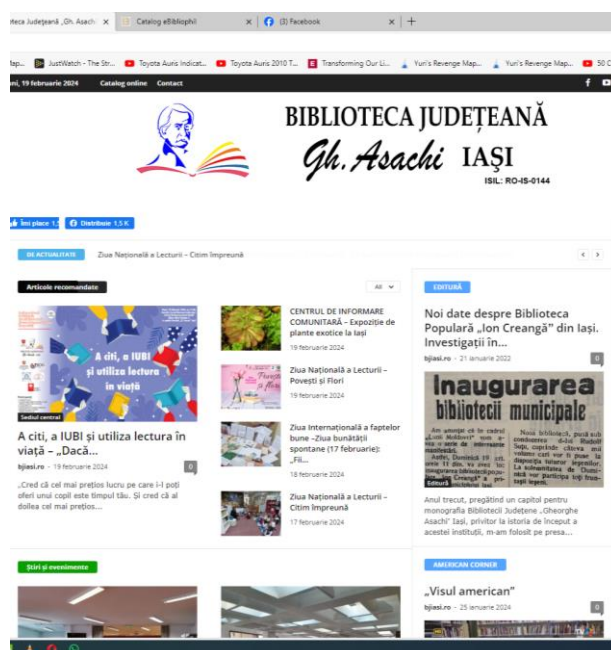 Catalog eBibliophil
(3) Facebook
JustWatch - The Str...
Toyota Auris Indicat...
Toyota Auris 2010 T...
Transforming Our Li...
Yuri's Revenge Map...
Yuri's Revenge Map...
50 C
19 februarie 2024
Catalog online
Contact
BIBLIOTECA JUDEȚEANĂ
Gh. Asachi IAŞI
ISIL: RO-IS-0144
Îmi place 1,5
Distribuie 1,5 K
DE ACTUALITATE
Ziua Națională a Lecturii – Citim împreună
Articole recomandate
All
A citi, a IUBI
și utiliza lectura
în viață
Sediul central
A citi, a IUBI și utiliza lectura în
viață – „Dacă...
bjiasi.ro - 19 februarie 2024
0
„Cred că cel mai prețios lucru pe care i-l poți
oferi unui copil este timpul tău. Și cred că al
doilea cel mai prețios...
CENTRUL DE INFORMARE
COMUNITARĂ – Expoziție de
plante exotice la Iași
19 februarie 2024
Ziua Națională a Lecturii –
Povești și Flori
19 februarie 2024
Ziua Internațională a faptelor
bune –Ziua bunătății
spontane (17 februarie):
„Fii...
18 februarie 2024
Ziua Națională a Lecturii –
Citim împreună
17 februarie 2024
EDITURĂ
Noi date despre Biblioteca
Populară „Ion Creangă” din Iași.
Investigații în...
bjiasi.ro - 21 ianuarie 2022
0
Inaugurarea
bibliotecii municipale
Editură
Anul trecut, pregătind un capitol pentru
monografia Bibliotecii Județene „Gheorghe
Asachi’ Iași, privitor la istoria de început a
acestei instituții, m-am folosit pe presa...
Știri și evenimente
AMERICAN CORNER
„Visul american”
bjiasi.ro - 25 ianuarie 2024
0